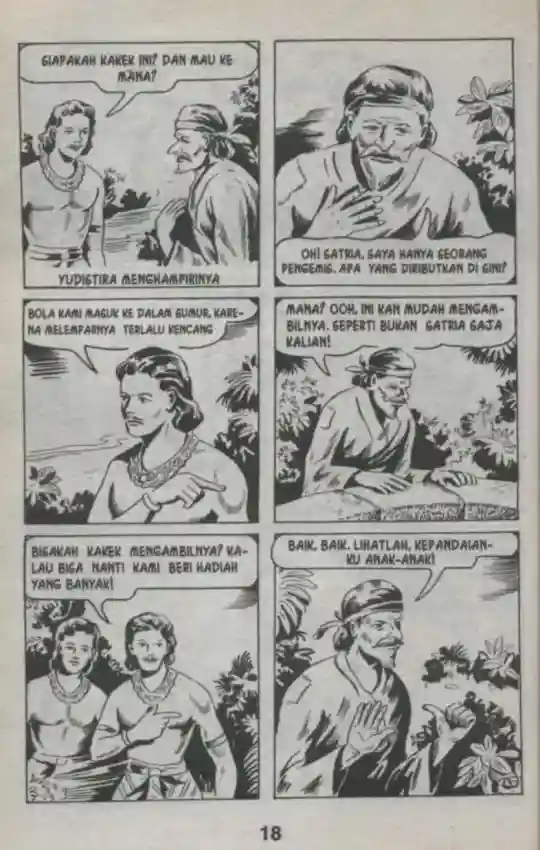 SIAPAKAH KAKEK INI? DAN MAU KE
MANA?
YUDISTIRA MENGHAMPIRINYA
OH! SATRIA. SAYA HANYA SEORANG
PENGEMIS. APA YANG DIRIBUTKAN DI SINI?
BOLA KAMI MASUK KE DALAM SUMUR, KARE-
NA MELEMPARNYA TERLALU KENCANG
MANA? OOH, INI KAN MUDAH MENGAM-
BILNYA. SEPERTI BUKAN SATRIA SAJA
KALIAN!
BISAKAH KAKEK MENGAMBILNYA? KA-
LAU BISA NANTI KAMI BERI HADIAH
YANG BANYAK!
BAIK. BAIK. LIHATLAH, KEPANDAIAN-
KU ANAK-ANAK!
18